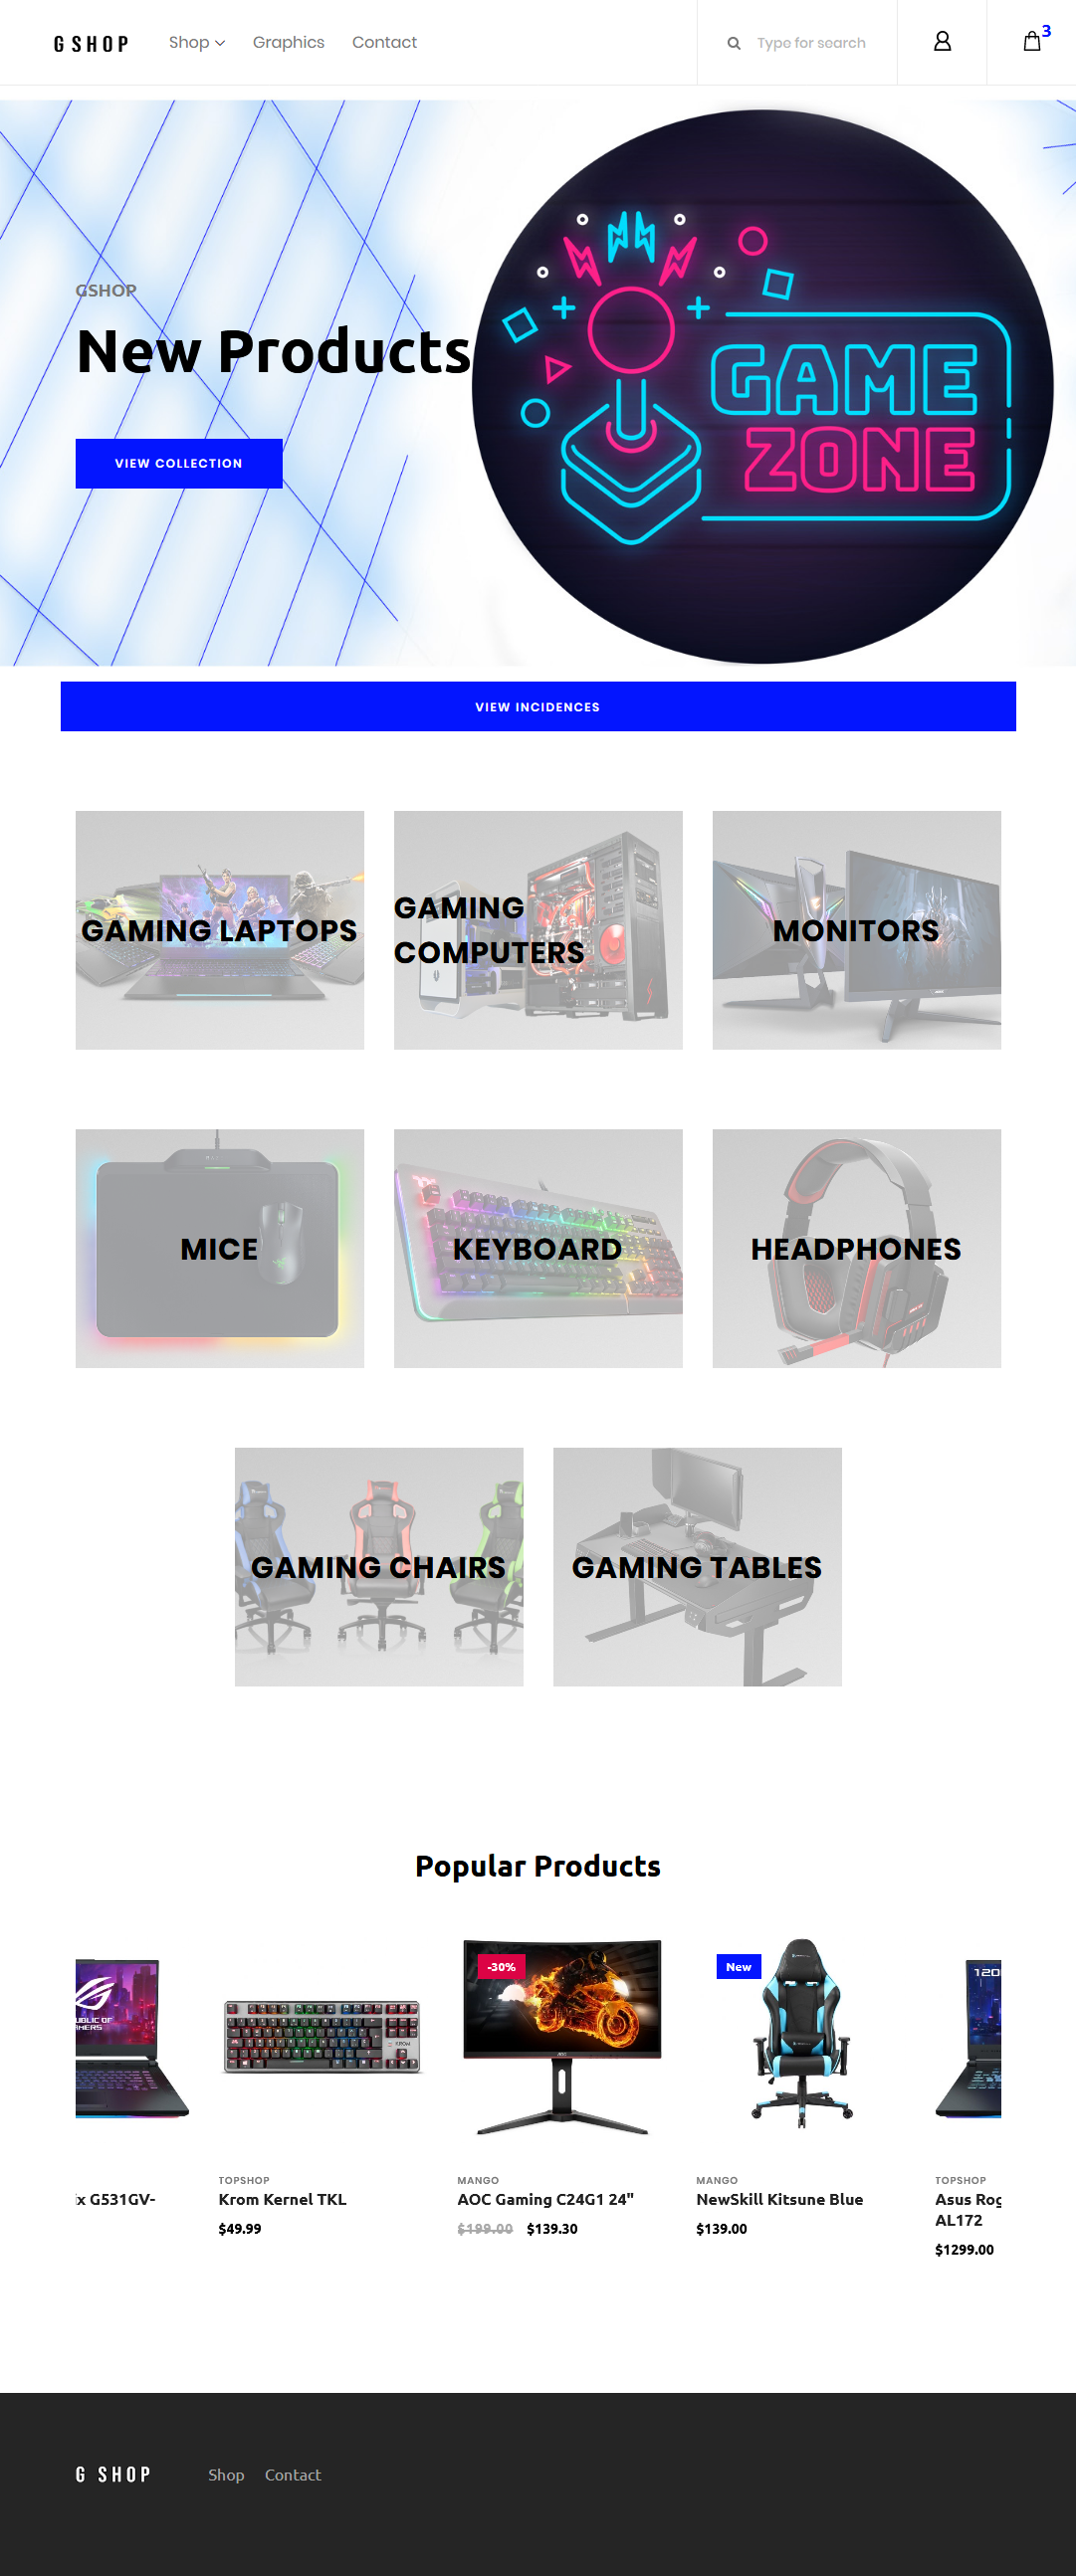 G SHOP
Shop
Graphics
Contact
Type for search
3
GSHOP
New Products
VIEW COLLECTION
GAME
ZONE
VIEW INCIDENCES
GAMING LAPTOPS
GAMING
COMPUTERS
MONITORS
MICE
KEYBOARD
HEADPHONES
GAMING CHAIRS
GAMING TABLES
Popular Products
-30%
New
TOPSHOP
MANGO
MANGO
TOPSHOP
G531GV-
Krom Kernel TKL
AOC Gaming C24G1 24"
NewSkill Kitsune Blue
Asus Rog
AL172
$49.99
$199.00 $139.30
$139.00
$1299.00
G SHOP
Shop
Contact